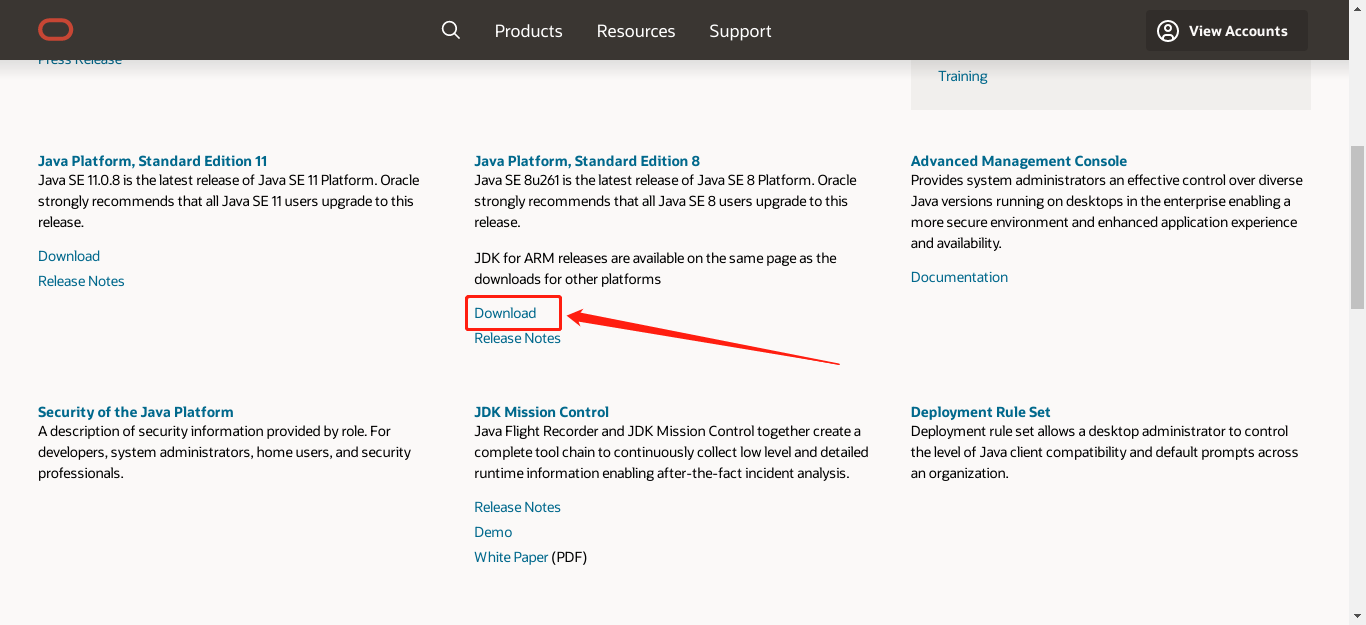 Products
Resources
Support
View Accounts
Press Release
Training
Java Platform, Standard Edition 11
Java SE 11.0.8 is the latest release of Java SE 11 Platform. Oracle
strongly recommends that all Java SE 11 users upgrade to this
release.
Download
Release Notes
Java Platform, Standard Edition 8
Java SE 8u261 is the latest release of Java SE 8 Platform. Oracle
strongly recommends that all Java SE 8 users upgrade to this
release.
JDK for ARM releases are available on the same page as the
downloads for other platforms
Download
Release Notes
Advanced Management Console
Provides system administrators an effective control over diverse
Java versions running on desktops in the enterprise enabling a
more secure environment and enhanced application experience
and availability.
Documentation
Security of the Java Platform
A description of security information provided by role. For
developers, system administrators, home users, and security
professionals.
JDK Mission Control
Java Flight Recorder and JDK Mission Control together create a
complete tool chain to continuously collect low level and detailed
runtime information enabling after-the-fact incident analysis.
Release Notes
Demo
White Paper (PDF)
Deployment Rule Set
Deployment rule set allows a desktop administrator to control
the level of Java client compatibility and default prompts across
an organization.